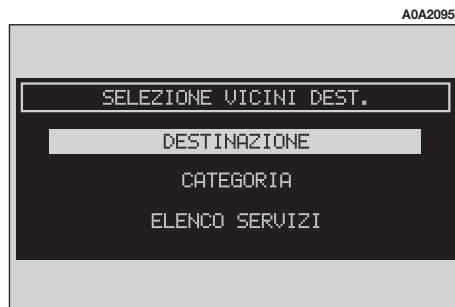 A0A2095
SELEZIONE VICINI DEST.
DESTINAZIONE
CATEGORIA
ELENCO SERVIZI